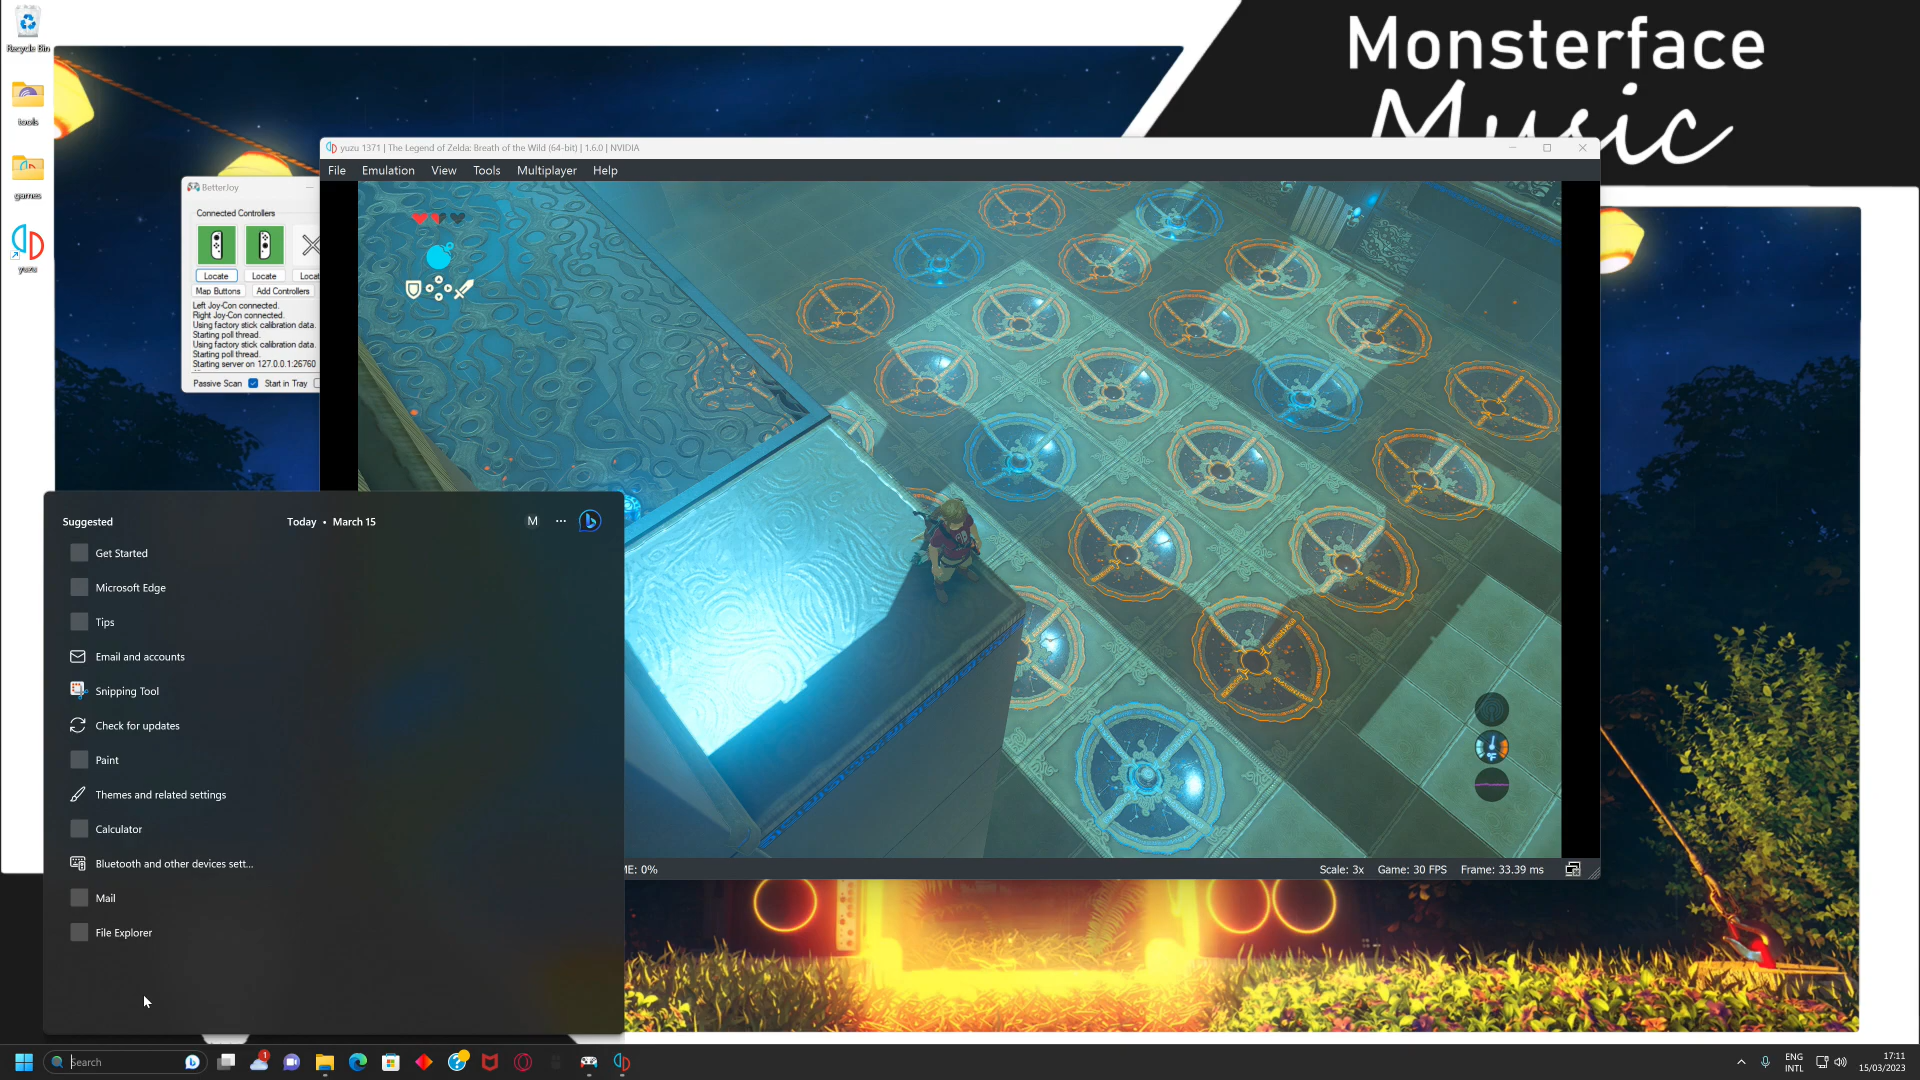 Recycle Bin
tools
games
yuzu
Monsterface
Music
yuzu 1371 | The Legend of Zelda: Breath of the Wild (64-bit) | 1.6.0 | NVIDIA
File Emulation View Tools Multiplayer Help
BetterJoy
Connected Controllers
Locate Locate Locat
Map Buttons Add Controllers
Left Joy-Con connected.
Right Joy-Con connected.
Using factory stick calibration data.
Starting poll thread.
Using factory stick calibration data.
Starting poll thread.
Starting server on 127.0.0.1:26760
Passive Scan Start in Tray
Suggested Today • March 15 M ...
Get Started
Microsoft Edge
Tips
Email and accounts
Snipping Tool
Check for updates
Paint
Themes and related settings
Calculator
Bluetooth and other devices sett...
Mail
File Explorer
°F
ME: 0% Scale: 3x Game: 30 FPS Frame: 33.39 ms
Search
1
ENG
INTL
17:11
15/03/2023